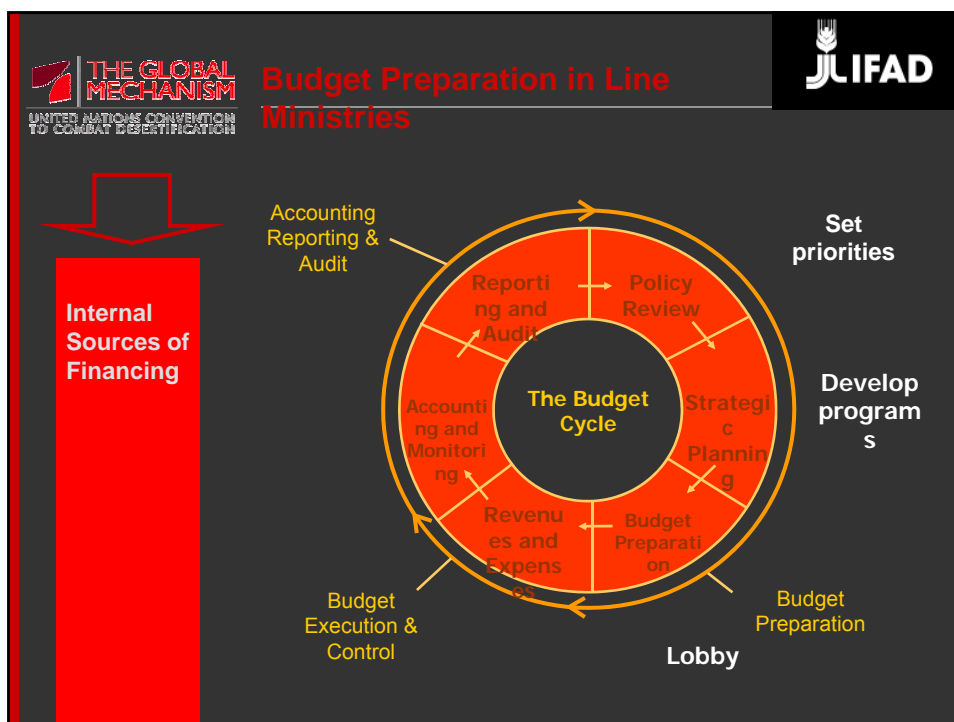 THE GLOBAL
MECHANISM
UNITED NATIONS CONVENTION
TO COMBAT DESERTIFICATION
Budget Preparation in Line
Ministries
IFAD
Internal
Sources of
Financing
Accounting
Reporting &
Audit
Set
priorities
Reporti
ng and
Audit
Policy
Review
Develop
program
s
The Budget
Cycle
Strategi
c
Plannin
g
Accounti
ng and
Monitori
ng
Revenu
es and
Expens
es
Budget
Preparati
on
Budget
Execution &
Control
Budget
Preparation
Lobby